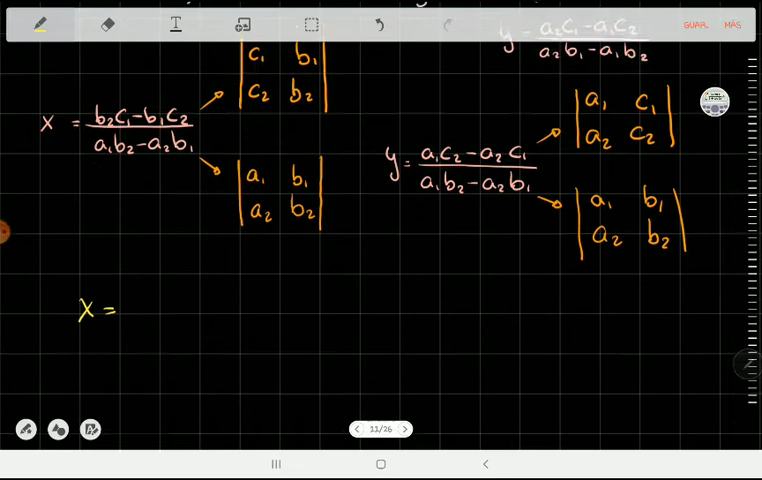 GUAR.
MÁS
y = a₂c₁-a₁c₂ / a₂b₁-a₁b₂
| c₁ b₁ |
| c₂ b₂ |
x = b₂c₁-b₁c₂ / a₁b₂-a₂b₁
| a₁ b₁ |
| a₂ b₂ |
y = a₁c₂-a₂c₁ / a₁b₂-a₂b₁
| a₁ c₁ |
| a₂ c₂ |
| a₁ b₁ |
| a₂ b₂ |
x =
11/26